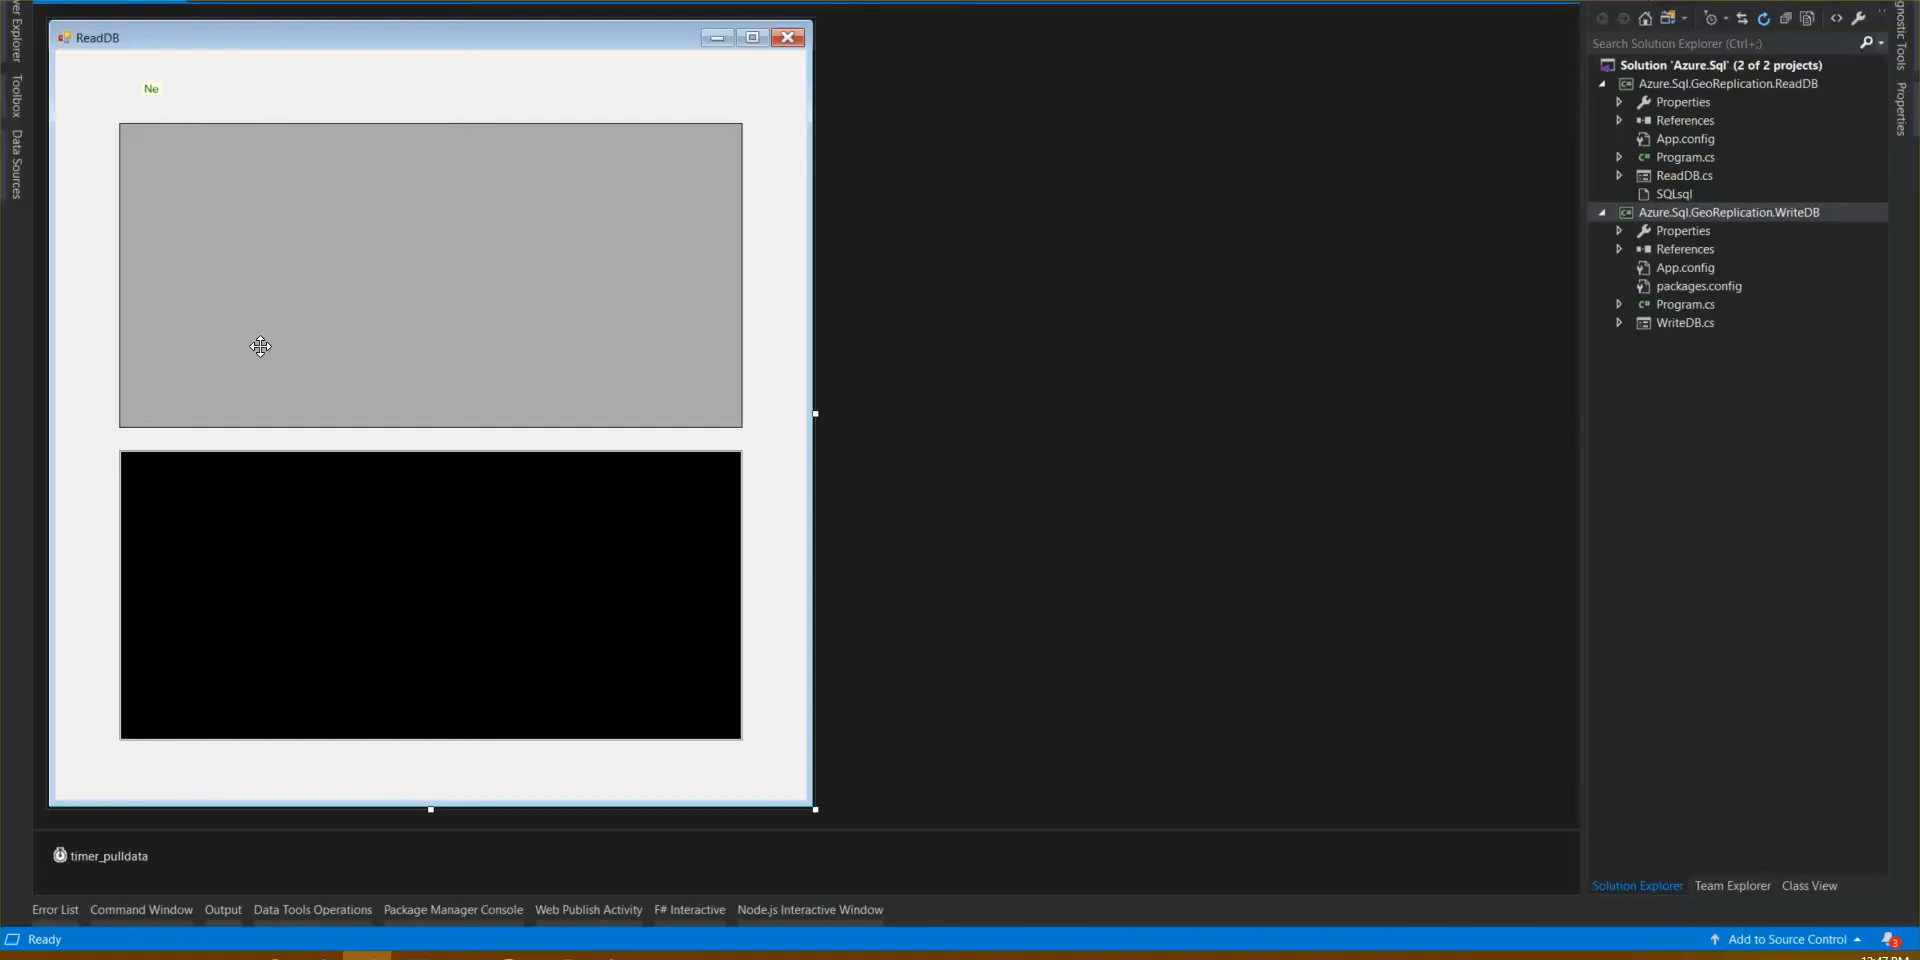 ReadDB
Ne
timer_pulldata
Toolbox
Data Sources
Search Solution Explorer (Ctrl+;)
Solution 'Azure.Sql' (2 of 2 projects)
Azure.Sql.GeoReplication.ReadDB
Properties
References
App.config
Program.cs
ReadDB.cs
SQLsql
Azure.Sql.GeoReplication.WriteDB
Properties
References
App.config
packages.config
Program.cs
WriteDB.cs
Solution Explorer Team Explorer Class View
Tools
Properties
Error List Command Window Output Data Tools Operations Package Manager Console Web Publish Activity F# Interactive Node.js Interactive Window
Ready
Add to Source Control
3